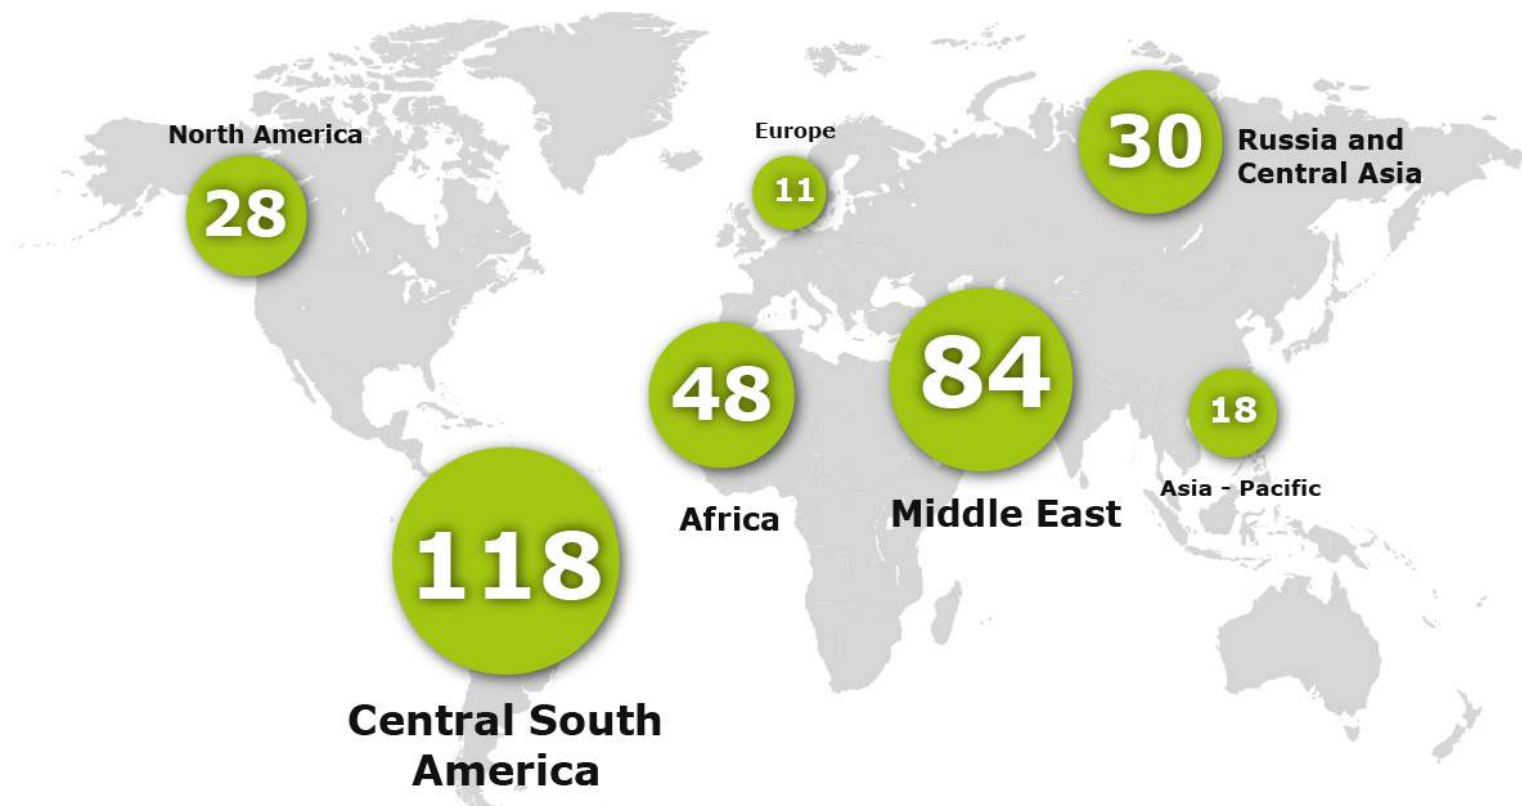 North America
28
Europe
11
30
Russia and
Central Asia
48
Africa
84
Middle East
18
Asia - Pacific
118
Central South
America